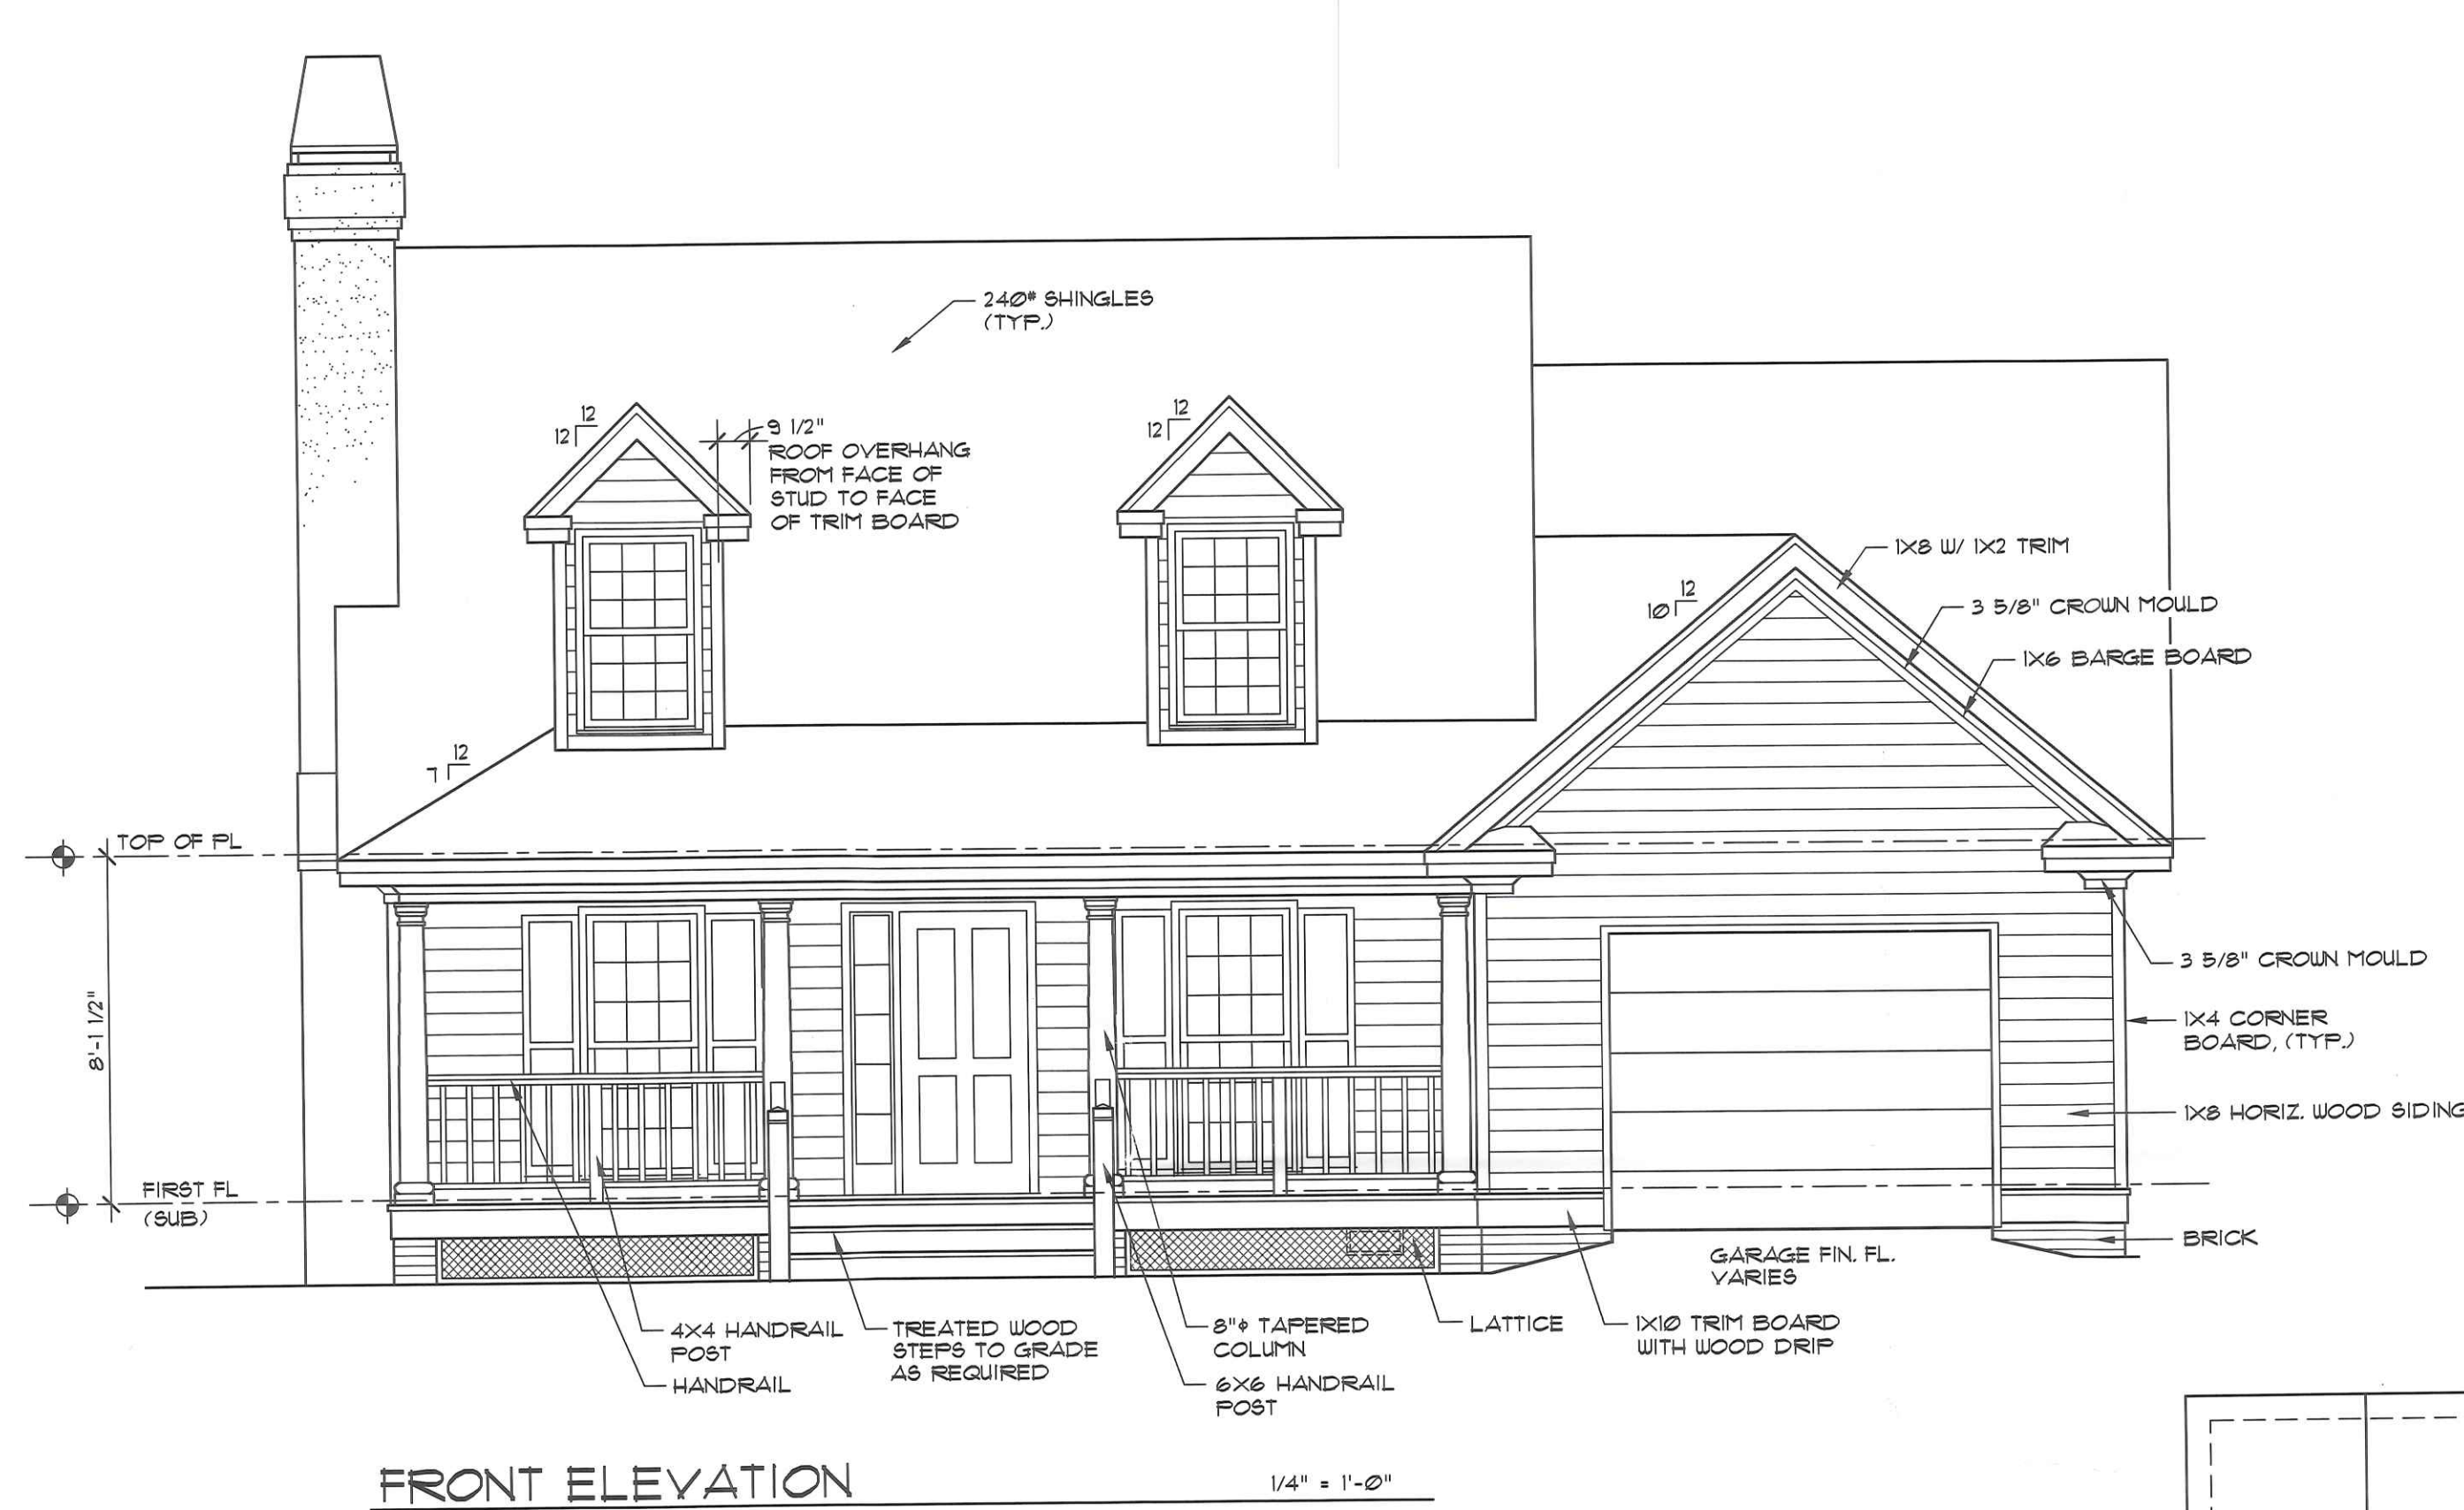 240# SHINGLES
(TYP.)
12
12
9 1/2"
ROOF OVERHANG
FROM FACE OF
STUD TO FACE
OF TRIM BOARD
12
12
1X8 W/ 1X2 TRIM
12
10
3 5/8" CROWN MOULD
1X6 BARGE BOARD
12
7
TOP OF PL
8'-1 1/2"
3 5/8" CROWN MOULD
1X4 CORNER
BOARD, (TYP.)
1X8 HORIZ. WOOD SIDING
FIRST FL
(SUB)
BRICK
GARAGE FIN. FL.
VARIES
4X4 HANDRAIL
POST
HANDRAIL
TREATED WOOD
STEPS TO GRADE
AS REQUIRED
8"⌀ TAPERED
COLUMN
6X6 HANDRAIL
POST
LATTICE
1X10 TRIM BOARD
WITH WOOD DRIP
FRONT ELEVATION
1/4" = 1'-0"